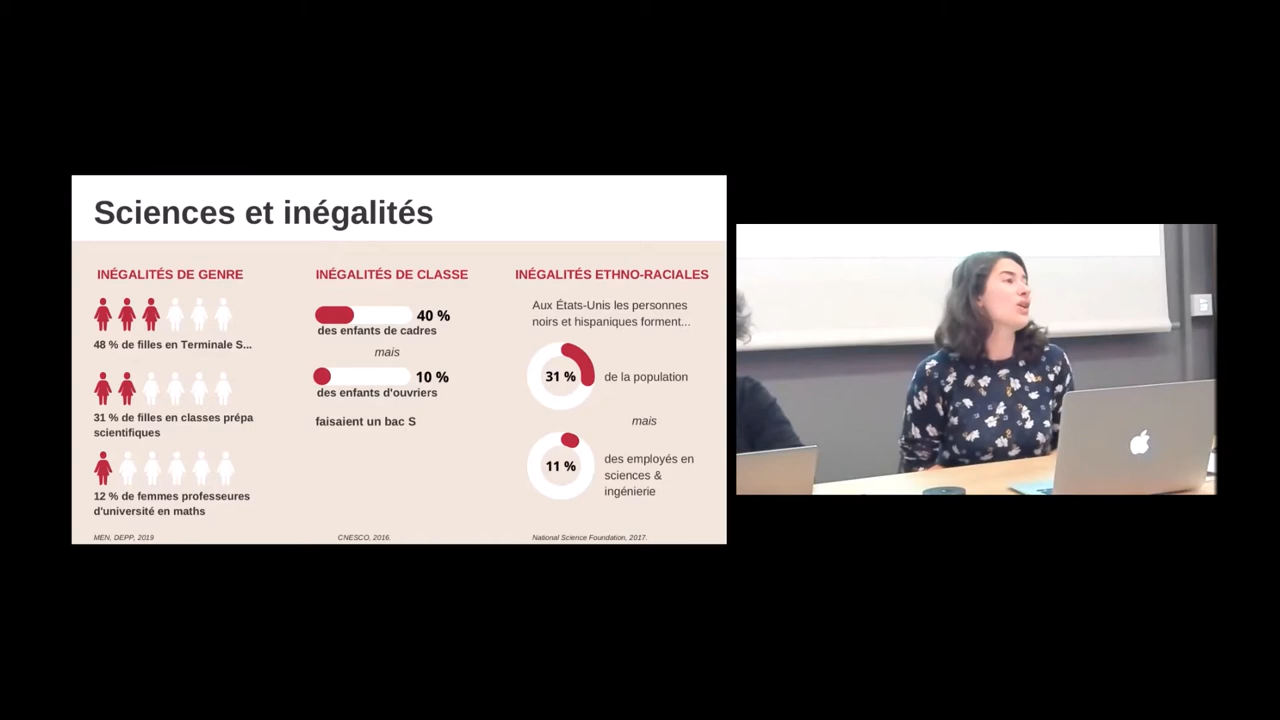 Sciences et inégalités
INÉGALITÉS DE GENRE
48 % de filles en Terminale S...
31 % de filles en classes prépa
scientifiques
12 % de femmes professeures
d'université en maths
MEN, DEPP, 2019
INÉGALITÉS DE CLASSE
40 %
des enfants de cadres
mais
10 %
des enfants d'ouvriers
faisaient un bac S
CNESCO, 2016.
INÉGALITÉS ETHNO-RACIALES
Aux États-Unis les personnes
noirs et hispaniques forment...
31 %
de la population
mais
11 %
des employés en
sciences &
ingénierie
National Science Foundation, 2017.